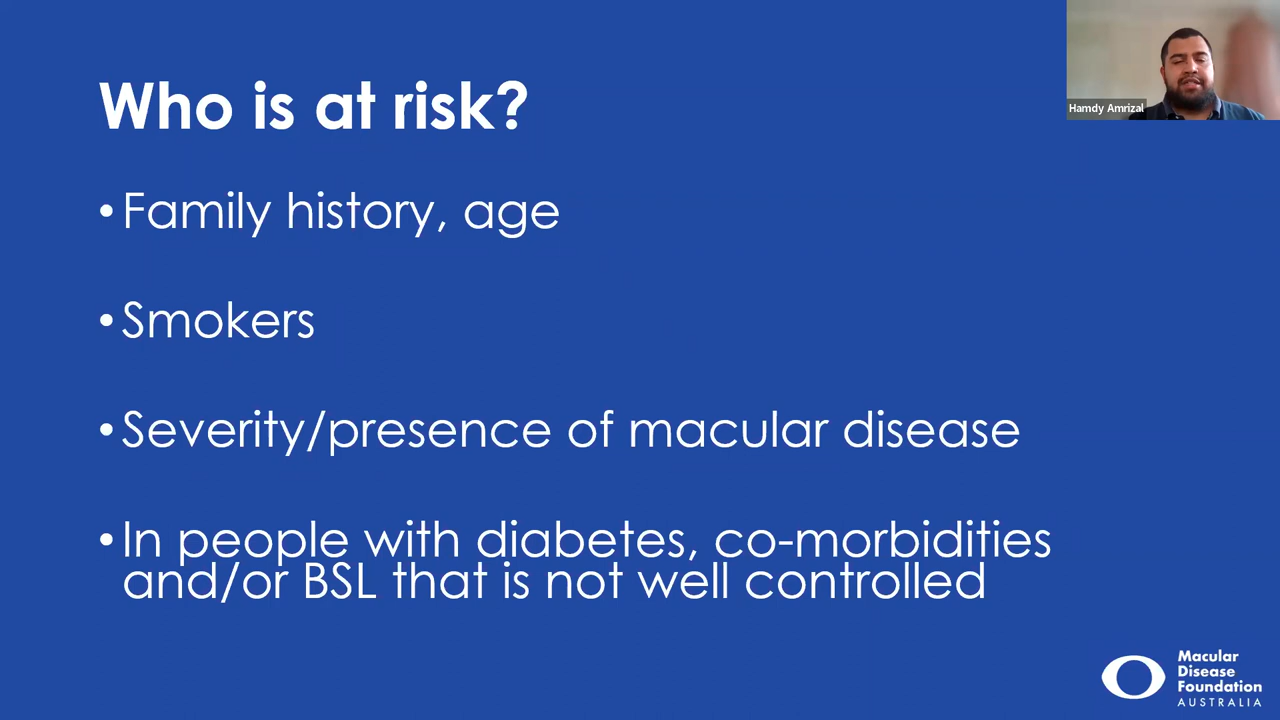 Who is at risk?
• Family history, age
• Smokers
• Severity/presence of macular disease
• In people with diabetes, co-morbidities
and/or BSL that is not well controlled
Hamdy Amrizal
Macular
Disease
Foundation
AUSTRALIA